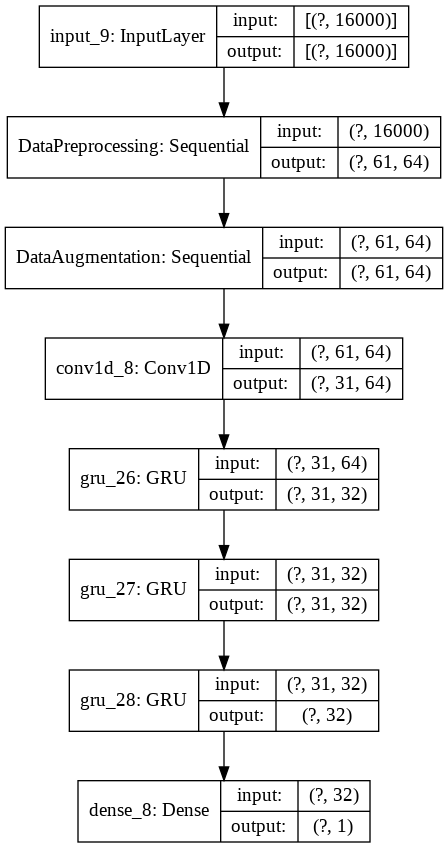 input_9: InputLayer
input: [(?, 16000)]
output: [(?, 16000)]
DataPreprocessing: Sequential
input: (?, 16000)
output: (?, 61, 64)
DataAugmentation: Sequential
input: (?, 61, 64)
output: (?, 61, 64)
conv1d_8: Conv1D
input: (?, 61, 64)
output: (?, 31, 64)
gru_26: GRU
input: (?, 31, 64)
output: (?, 31, 32)
gru_27: GRU
input: (?, 31, 32)
output: (?, 31, 32)
gru_28: GRU
input: (?, 31, 32)
output: (?, 32)
dense_8: Dense
input: (?, 32)
output: (?, 1)